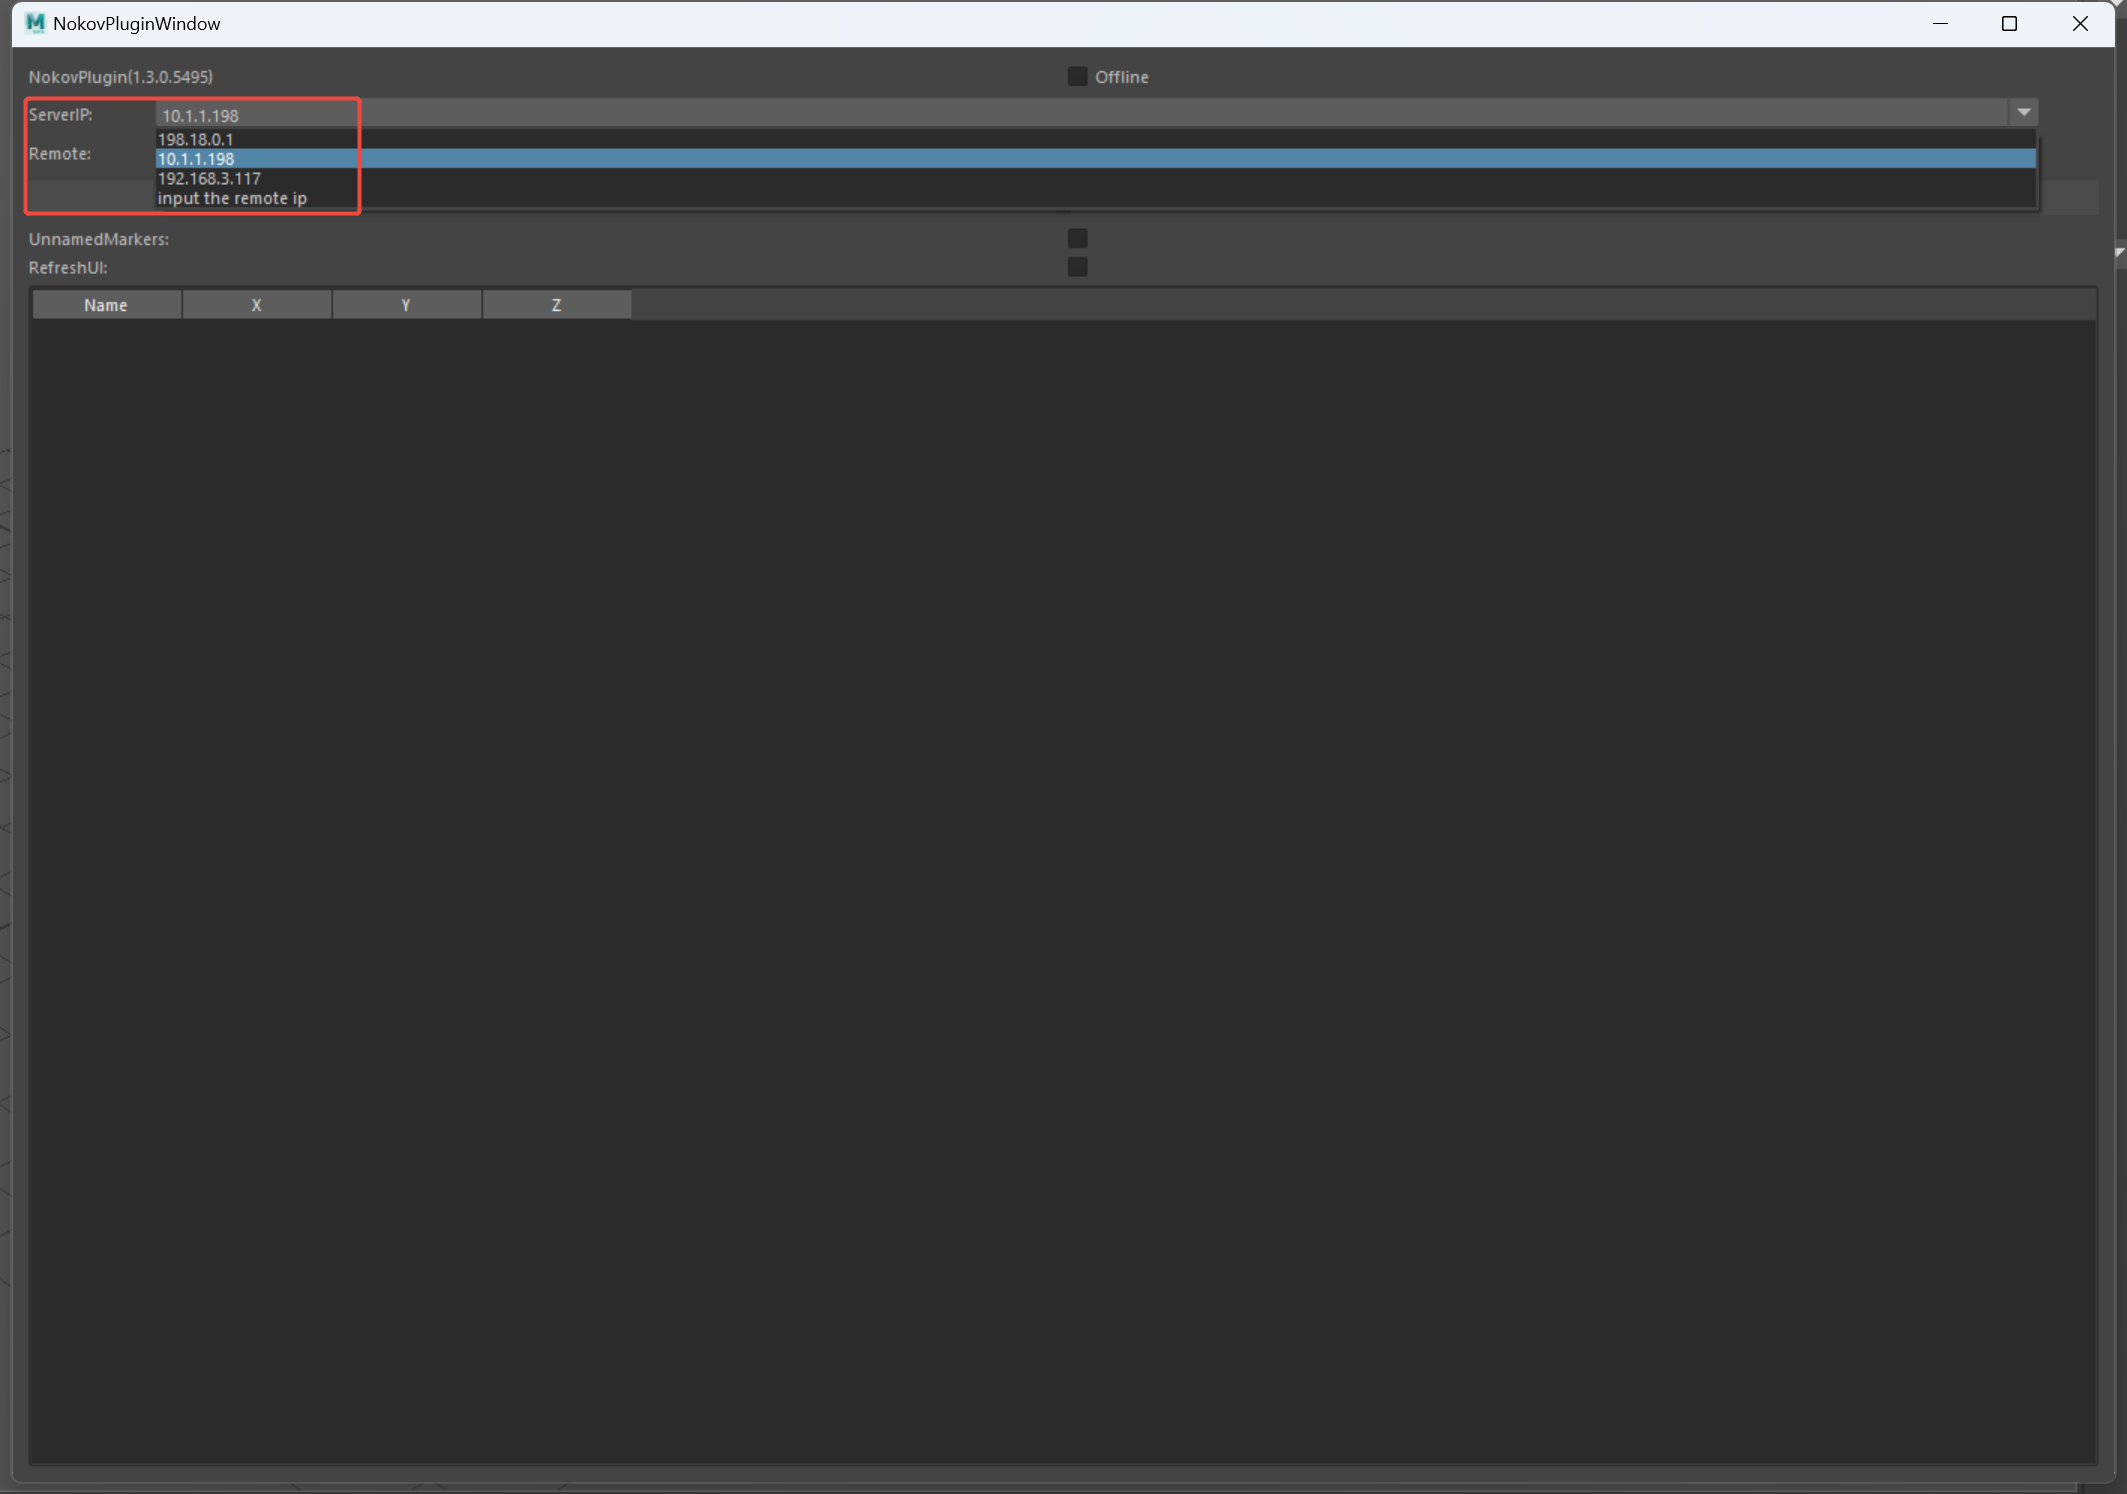 NokovPluginWindow
NokovPlugin(1.3.0.5495)
Offline
ServerIP:
10.1.1.198
198.18.0.1
Remote:
10.1.1.198
192.168.3.117
input the remote ip
UnnamedMarkers:
RefreshUI:
Name X Y Z